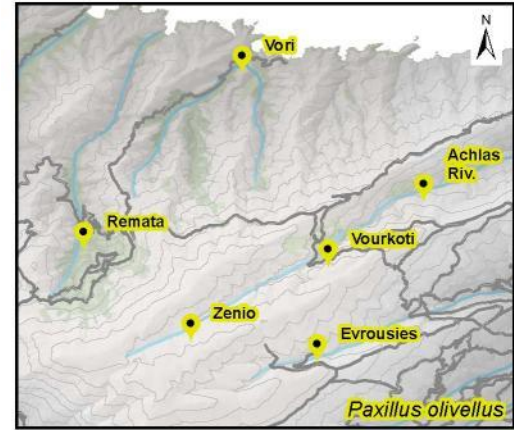 N
Vori
Achlas
Riv.
Remata
Vourkoti
Zenio
Evrousies
Paxillus olivellus